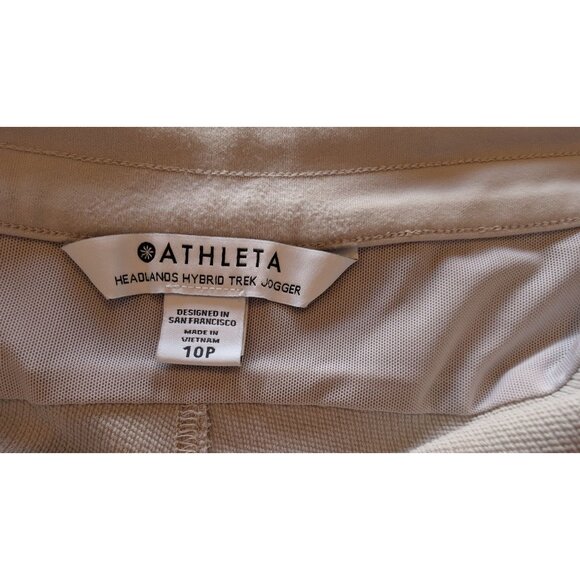 ATHLETA
HEADLANDS HYBRID TREK JOGGER
DESIGNED IN
SAN FRANCISCO
MADE IN
VIETNAM
10P